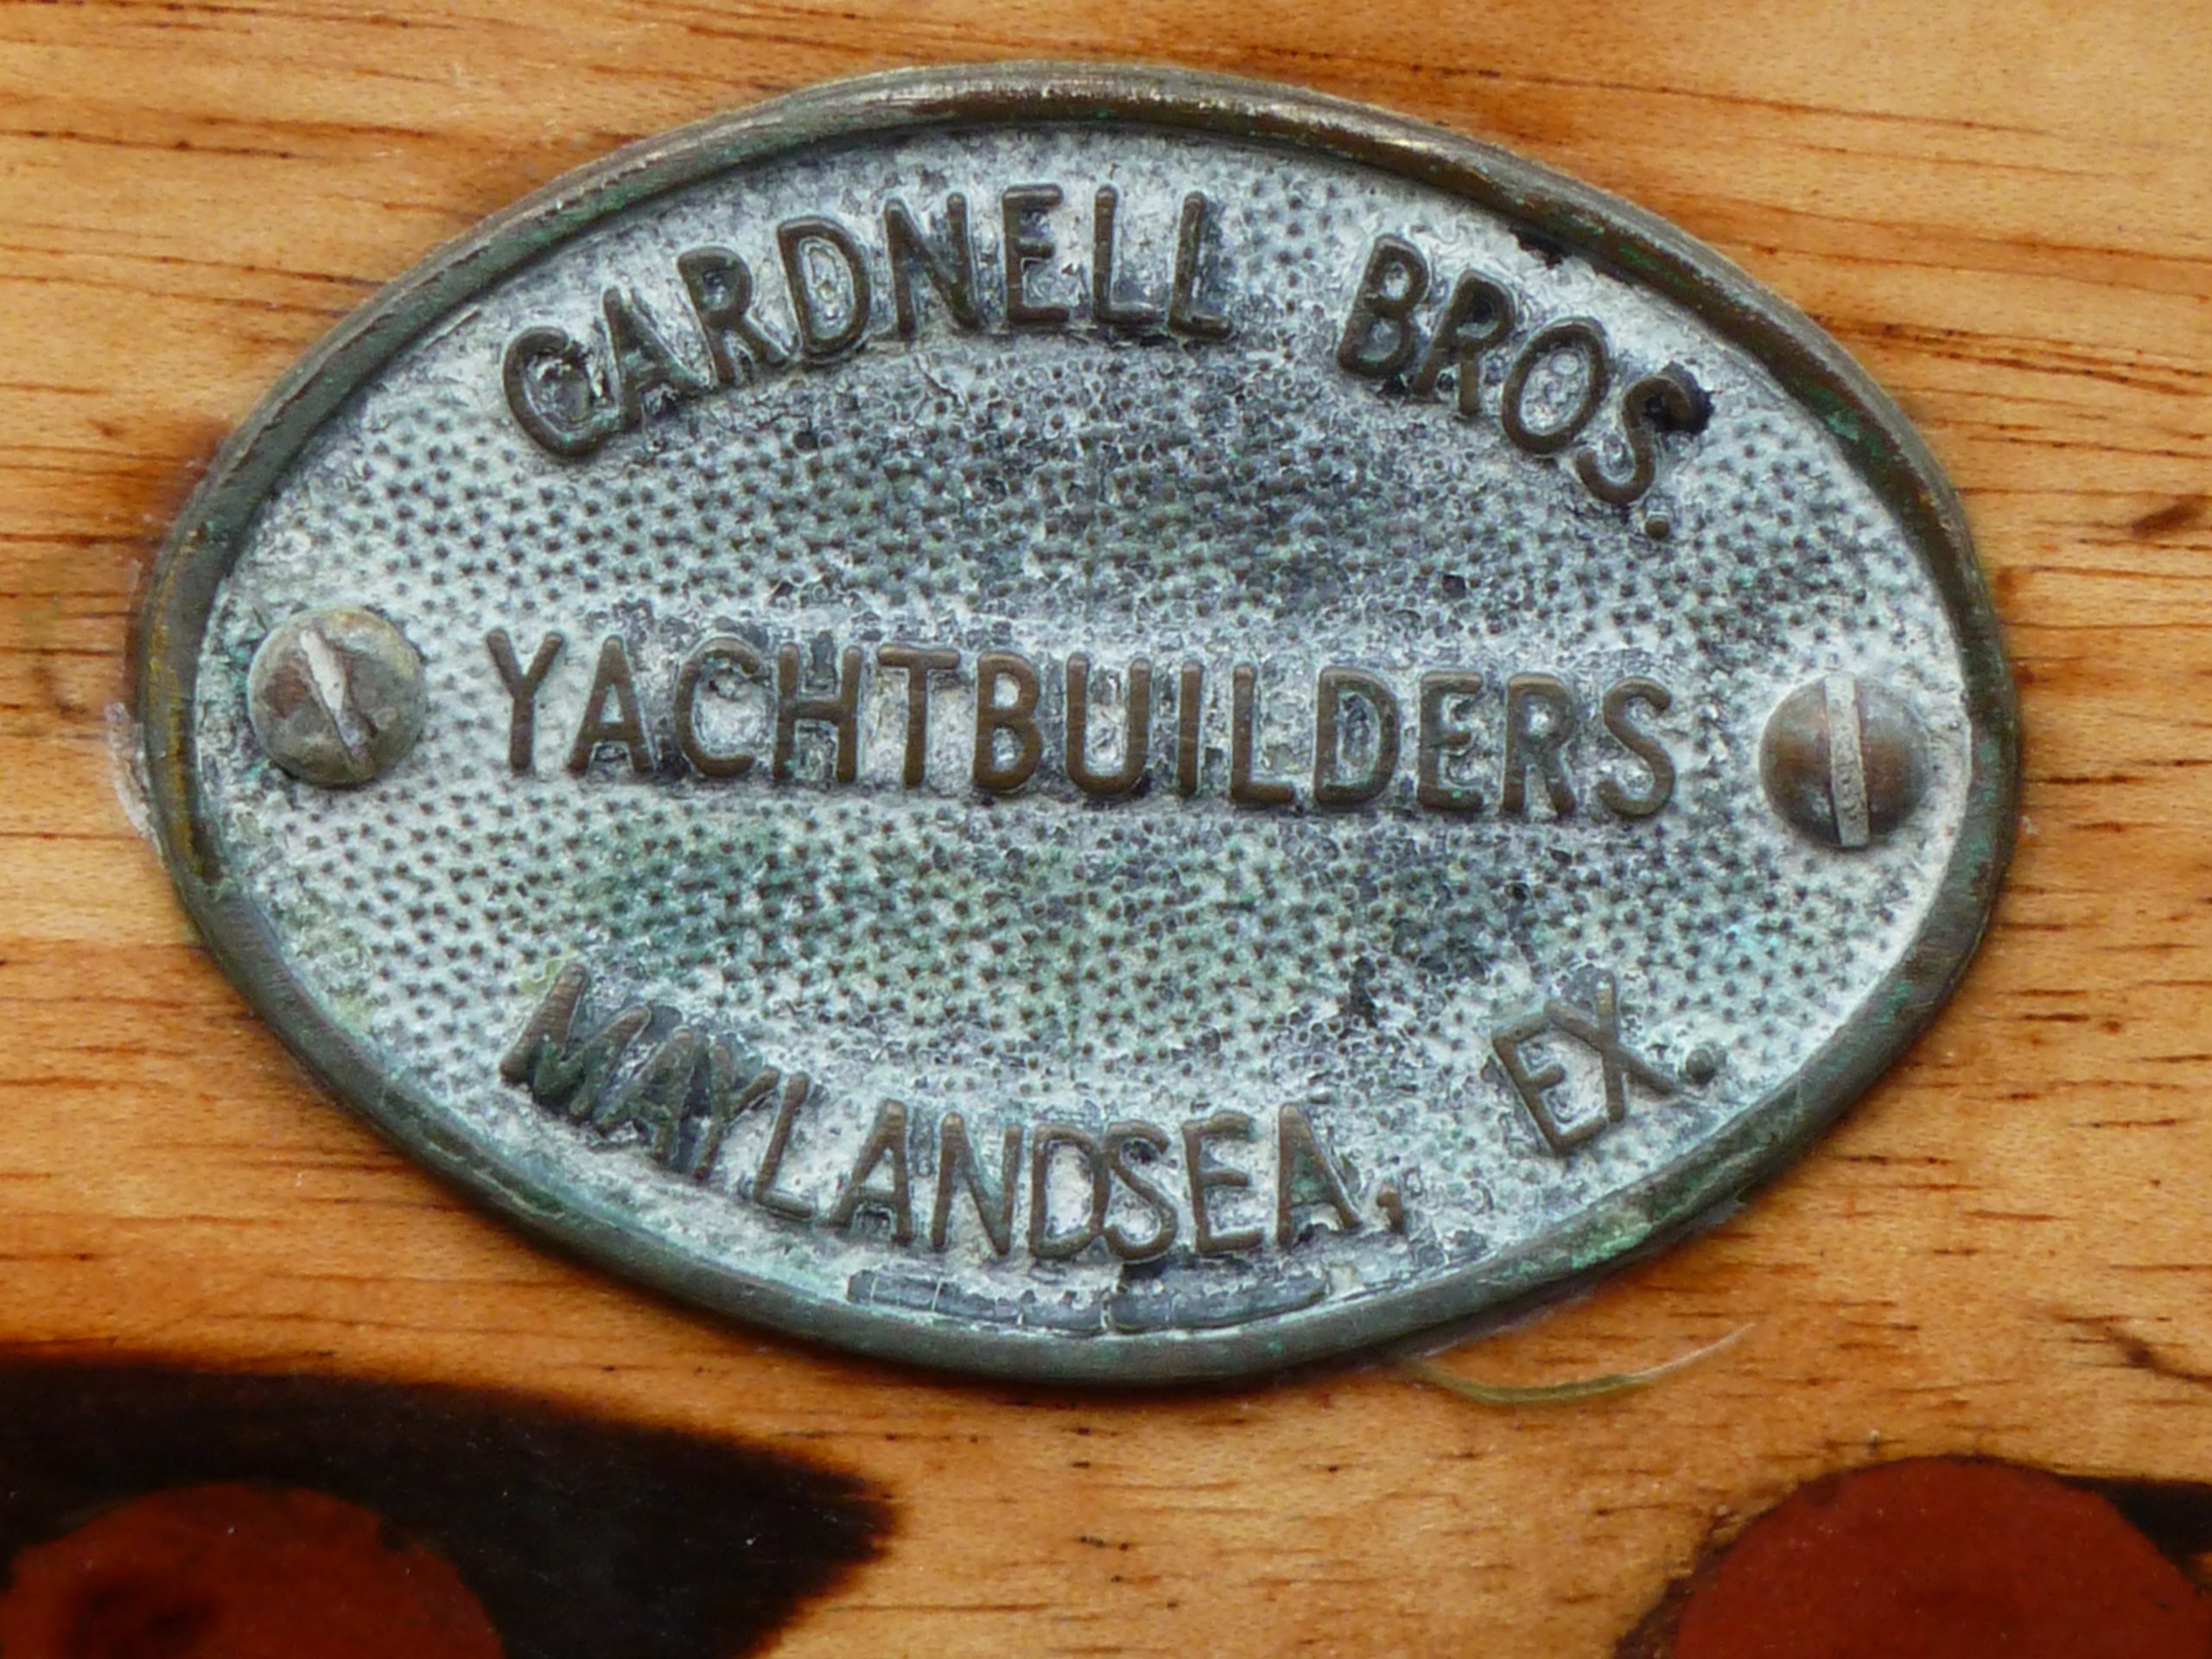 CARDNELL BROS.
YACHTBUILDERS
MAYLANDSEA, EX.